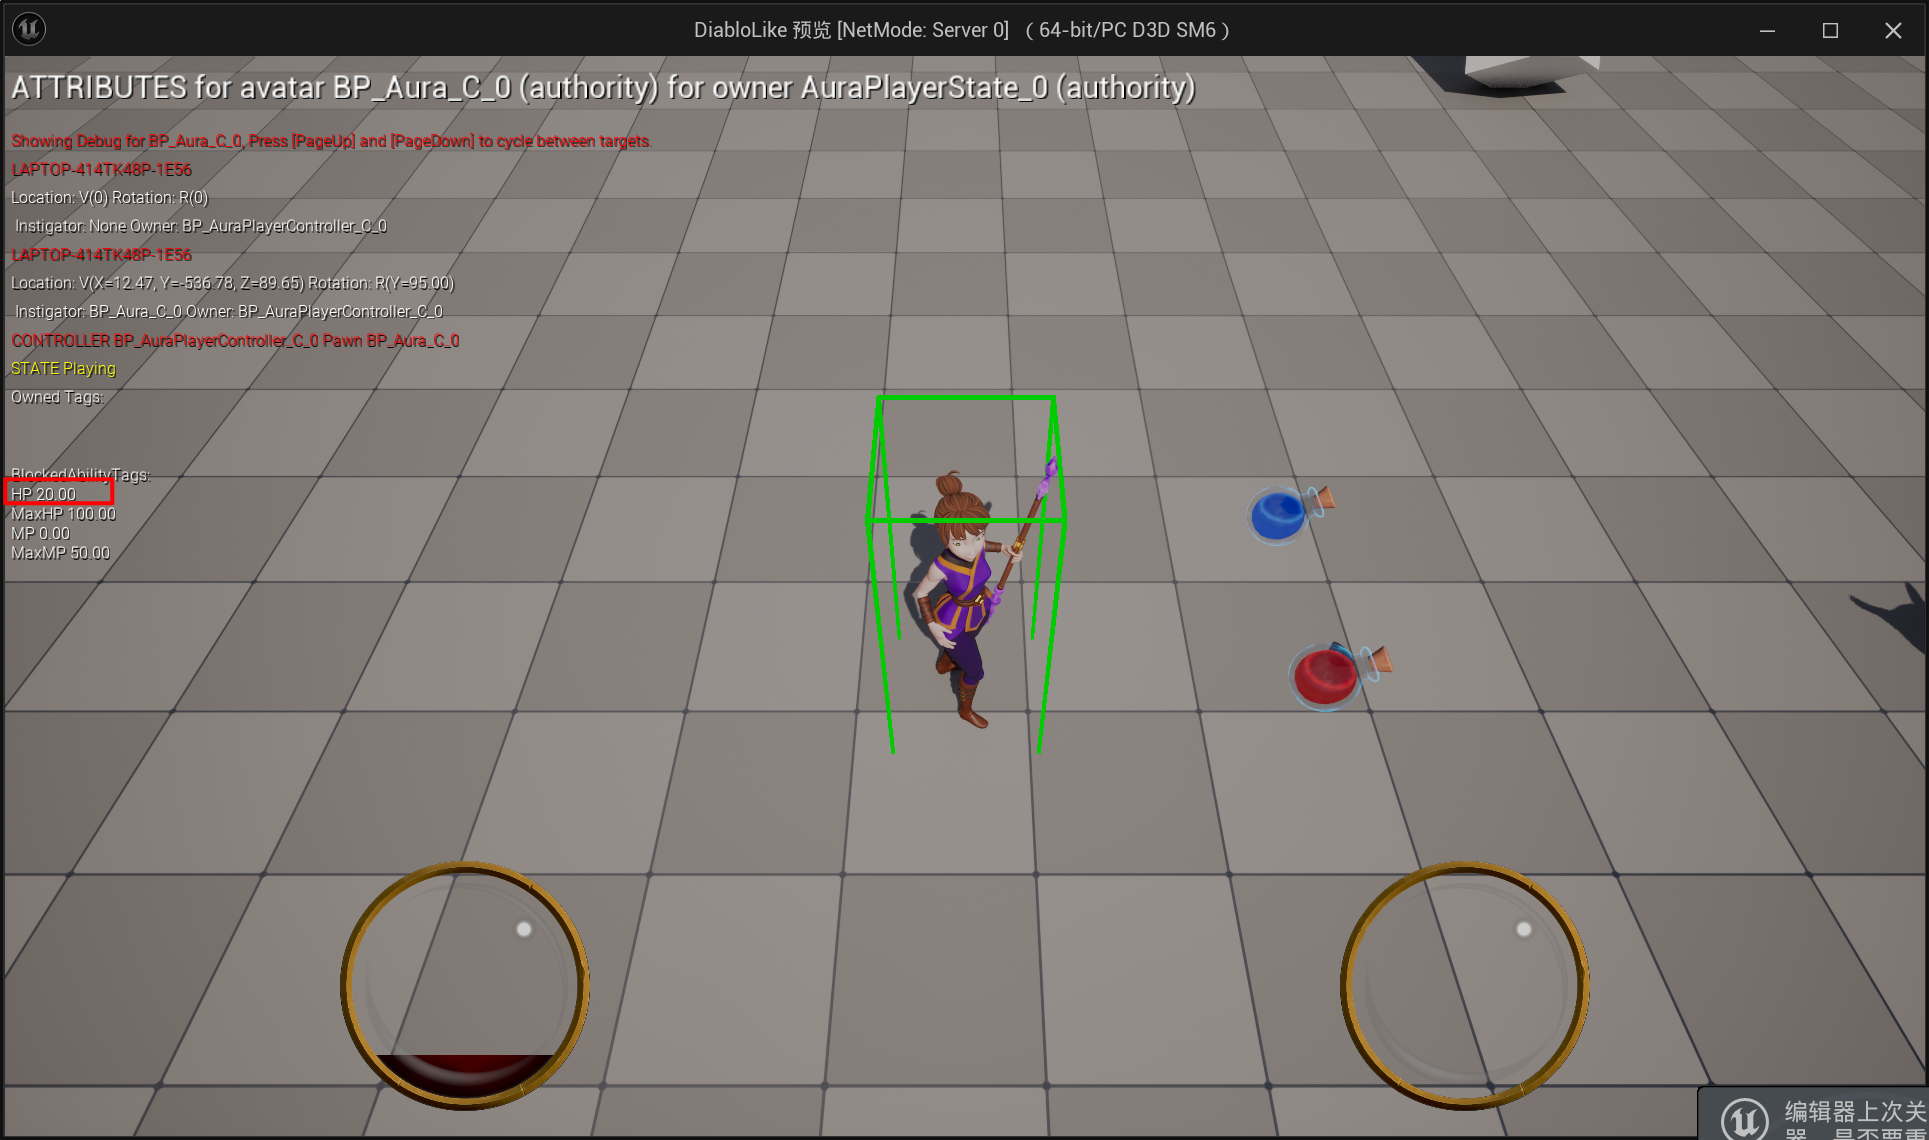 DiabloLike 预览 [NetMode: Server 0] （64-bit/PC D3D SM6）
ATTRIBUTES for avatar BP_Aura_C_0 (authority) for owner AuraPlayerState_0 (authority)
Showing Debug for BP_Aura_C_0, Press [PageUp] and [PageDown] to cycle between targets.
LAPTOP-414TK48P-1E56
Location: V(0) Rotation: R(0)
Instigator: None Owner: BP_AuraPlayerController_C_0
LAPTOP-414TK48P-1E56
Location: V(X=12.47, Y=-536.78, Z=89.65) Rotation: R(Y=95.00)
Instigator: BP_Aura_C_0 Owner: BP_AuraPlayerController_C_0
CONTROLLER BP_AuraPlayerController_C_0 Pawn BP_Aura_C_0
STATE Playing
Owned Tags:
BlockedAbilityTags:
HP 20.00
MaxHP 100.00
MP 0.00
MaxMP 50.00
编辑器上次关